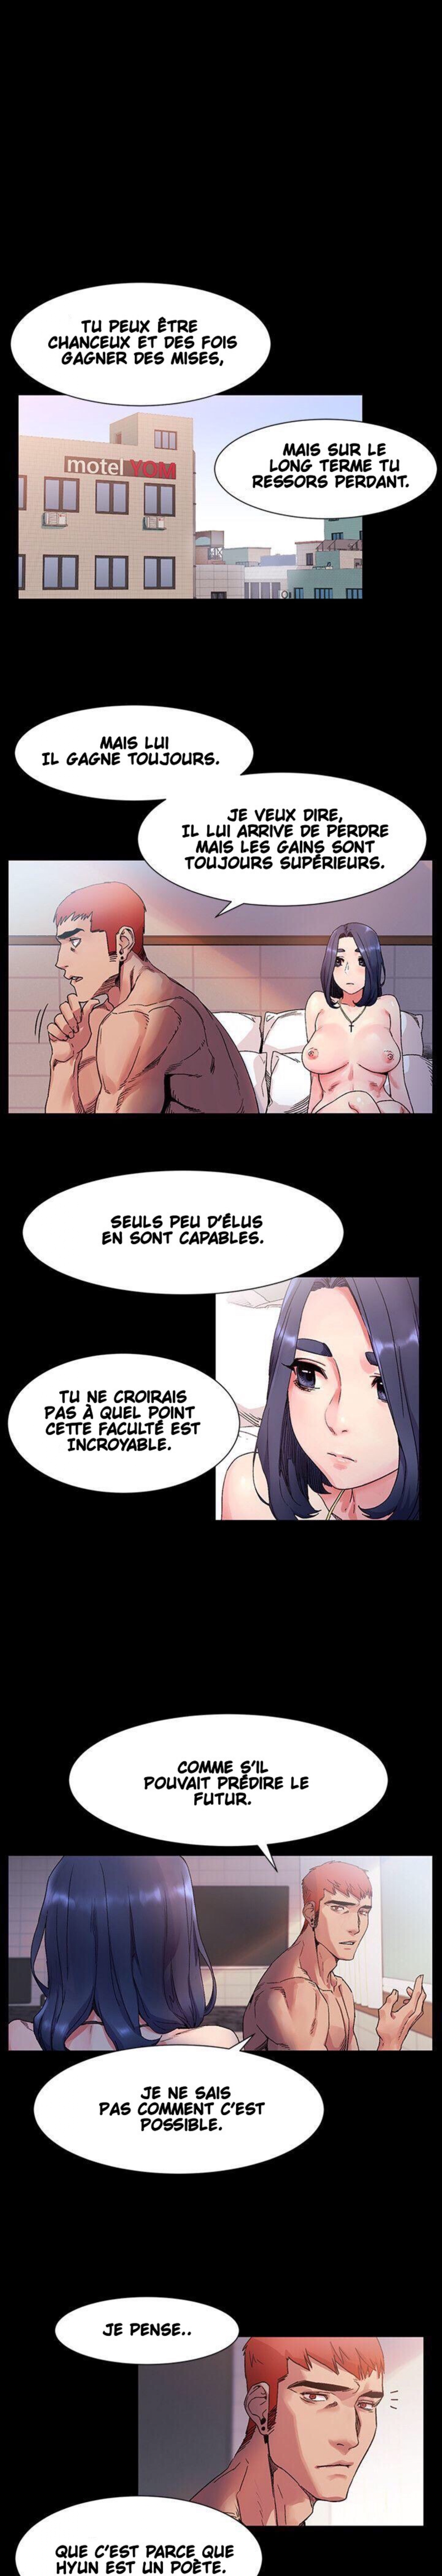 TU PEUX ÊTRE
CHANCEUX ET DES FOIS
GAGNER DES MISES,
MAIS SUR LE
LONG TERME TU
RESSORS PERDANT.
motel YOM
MAIS LUI
IL GAGNE TOUJOURS.
JE VEUX DIRE,
IL LUI ARRIVE DE PERDRE
MAIS LES GAINS SONT
TOUJOURS SUPÉRIEURS.
SEULS PEU D'ÉLUS
EN SONT CAPABLES.
TU NE CROIRAIS
PAS À QUEL POINT
CETTE FACULTÉ EST
INCROYABLE.
COMME S'IL
POUVAIT PRÉDIRE LE
FUTUR.
JE NE SAIS
PAS COMMENT C'EST
POSSIBLE.
JE PENSE..
QUE C'EST PARCE QUE
HYUN EST UN POÈTE.